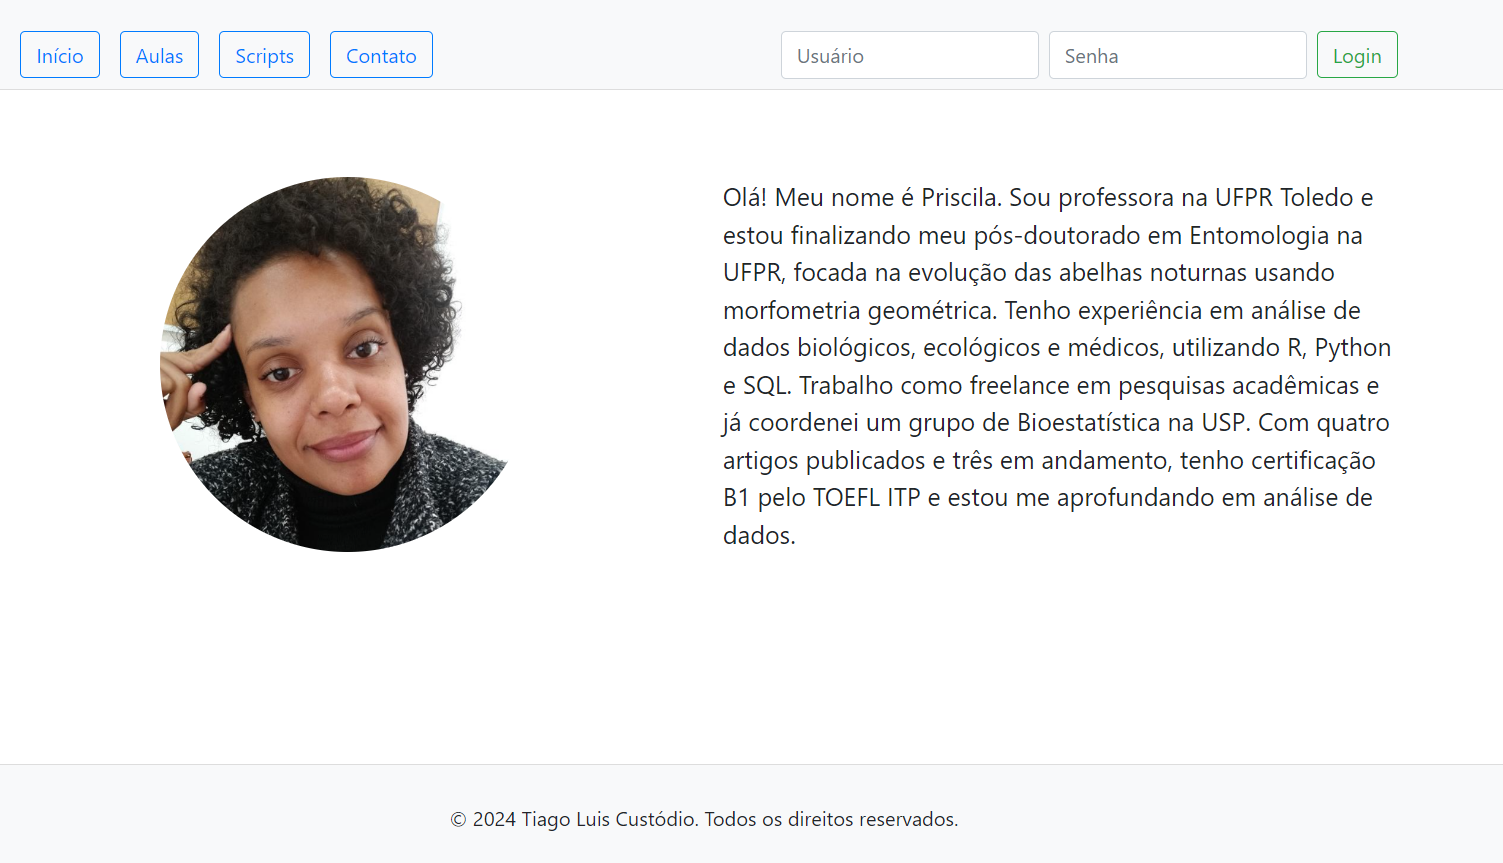 Início Aulas Scripts Contato Usuário Senha Login
Olá! Meu nome é Priscila. Sou professora na UFPR Toledo e
estou finalizando meu pós-doutorado em Entomologia na
UFPR, focada na evolução das abelhas noturnas usando
morfometria geométrica. Tenho experiência em análise de
dados biológicos, ecológicos e médicos, utilizando R, Python
e SQL. Trabalho como freelance em pesquisas acadêmicas e
já coordenei um grupo de Bioestatística na USP. Com quatro
artigos publicados e três em andamento, tenho certificação
B1 pelo TOEFL ITP e estou me aprofundando em análise de
dados.
© 2024 Tiago Luis Custódio. Todos os direitos reservados.